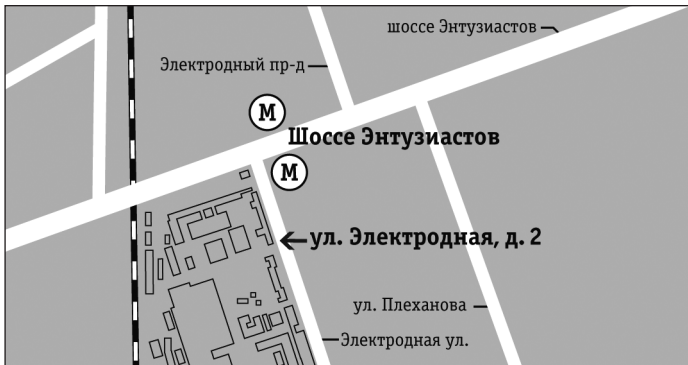 шоссе Энтузиастов
Электродный пр-д
М
Шоссе Энтузиастов
М
ул. Электродная, д. 2
ул. Плеханова
Электродная ул.